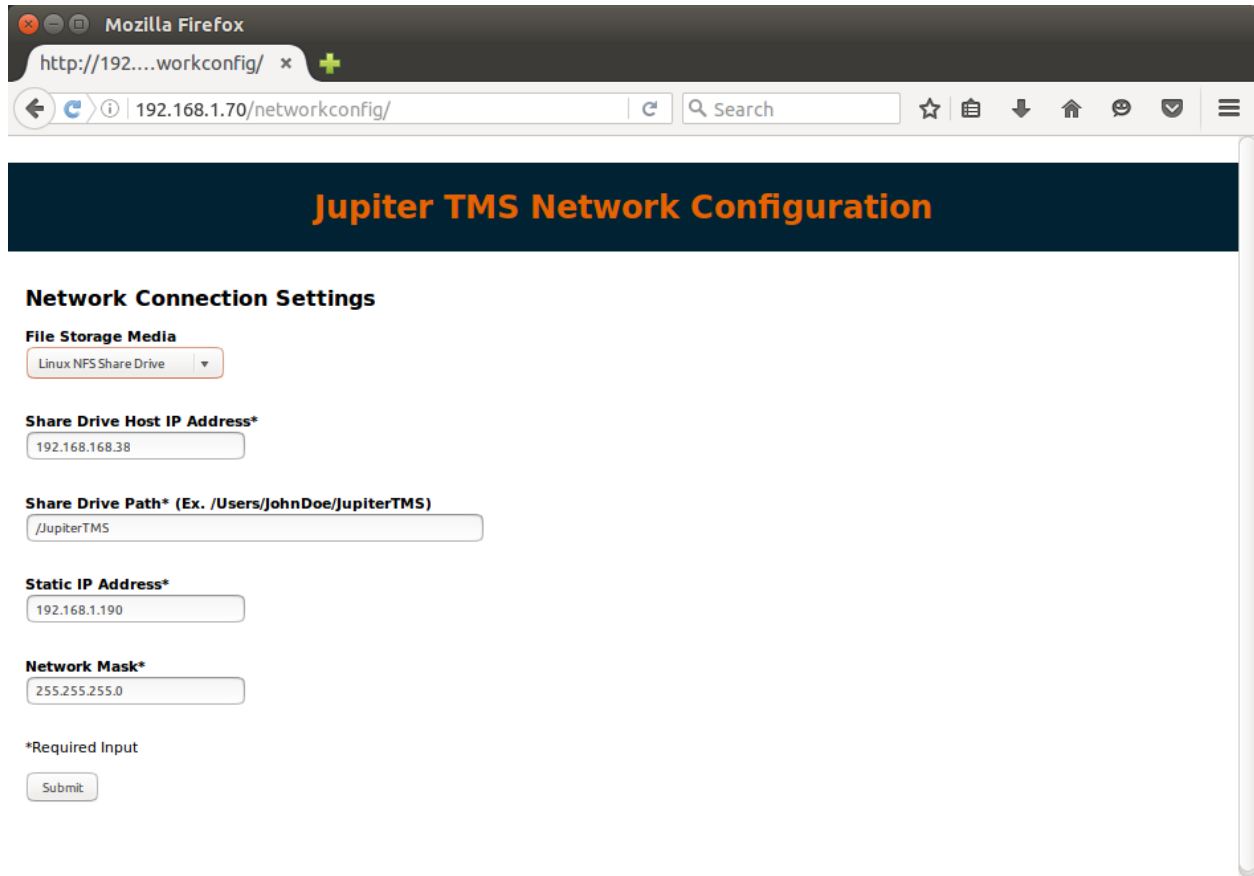 Mozilla Firefox
http://192....workconfig/
192.168.1.70/networkconfig/ Search
Jupiter TMS Network Configuration
Network Connection Settings
File Storage Media
Linux NFS Share Drive
Share Drive Host IP Address*
192.168.168.38
Share Drive Path* (Ex. /Users/JohnDoe/JupiterTMS)
/JupiterTMS
Static IP Address*
192.168.1.190
Network Mask*
255.255.255.0
*Required Input
Submit